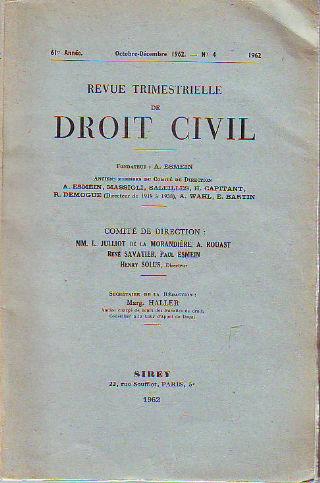 61e Année. Octobre-Décembre 1962. — N° 4 1962
REVUE TRIMESTRIELLE
DE
DROIT CIVIL
FONDATEUR : A. ESMEIN
ANCIENS MEMBRES DU COMITÉ DE DIRECTION
A. ESMEIN, MASSIGLI, SALEILLES, H. CAPITANT,
R. DEMOGUE (Directeur de 1919 à 1938), A. WAHL, E. BARTIN
COMITÉ DE DIRECTION :
MM. L. JULLIOT DE LA MORANDIÈRE, A. ROUAST
RENÉ SAVATIER, PAUL ESMEIN
HENRY SOLUS, Directeur
SECRÉTAIRE DE LA RÉDACTION :
Marg. HALLER
SIREY
22, rue Soufflot, PARIS, 5e
1962